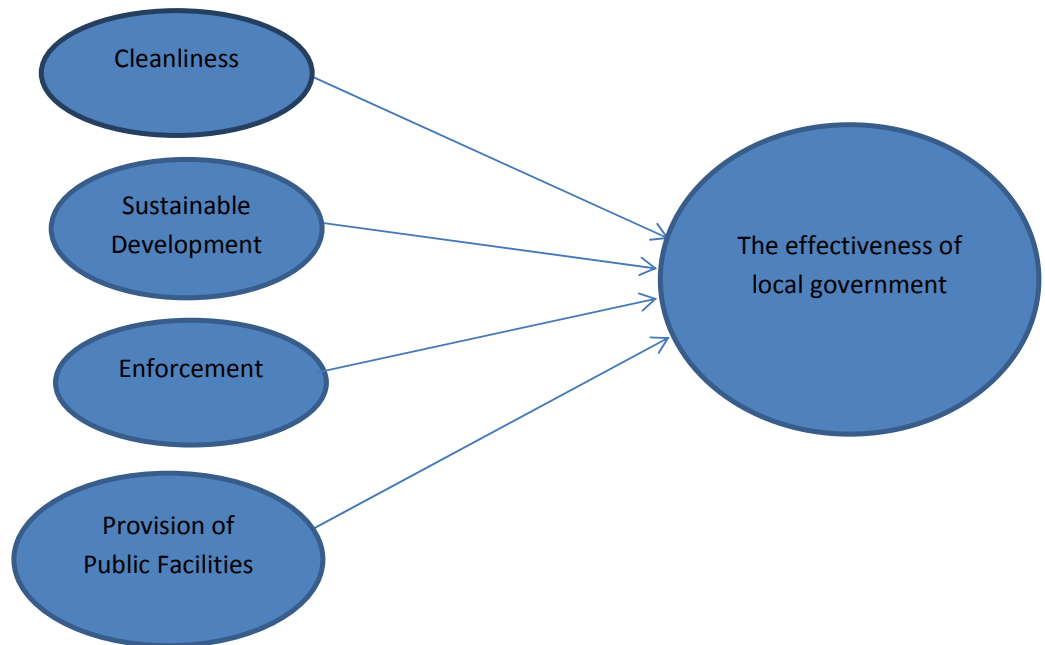 Cleanliness
Sustainable
Development
The effectiveness of
local government
Enforcement
Provision of
Public Facilities